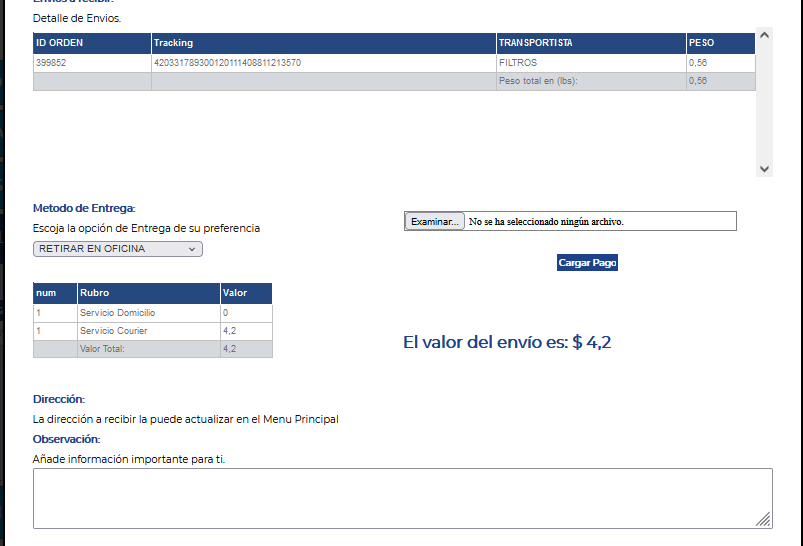 Envíos a recibir:
Detalle de Envios.
ID ORDEN Tracking TRANSPORTISTA PESO
399852 420331789300120111408811213570 FILTROS 0,56
Peso total en (lbs): 0,56
Metodo de Entrega:
Escoja la opción de Entrega de su preferencia
RETIRAR EN OFICINA
Examinar... No se ha seleccionado ningún archivo.
Cargar Pago
num Rubro Valor
1 Servicio Domicilio 0
1 Servicio Courier 4,2
Valor Total: 4,2
El valor del envío es: $ 4,2
Dirección:
La dirección a recibir la puede actualizar en el Menu Principal
Observación:
Añade información importante para ti.